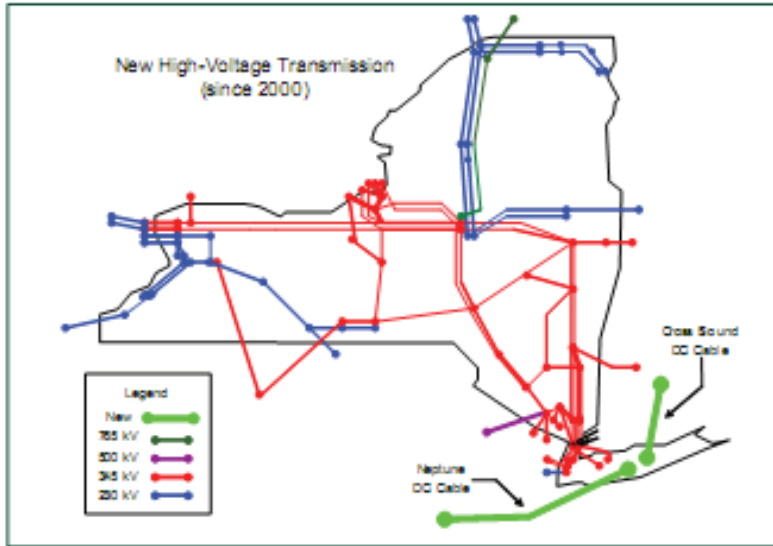 New High-Voltage Transmission
(since 2000)
Cross Sound
DC Cable
Legend
New
765 kV
500 kV
345 kV
230 kV
Neptune
DC Cable